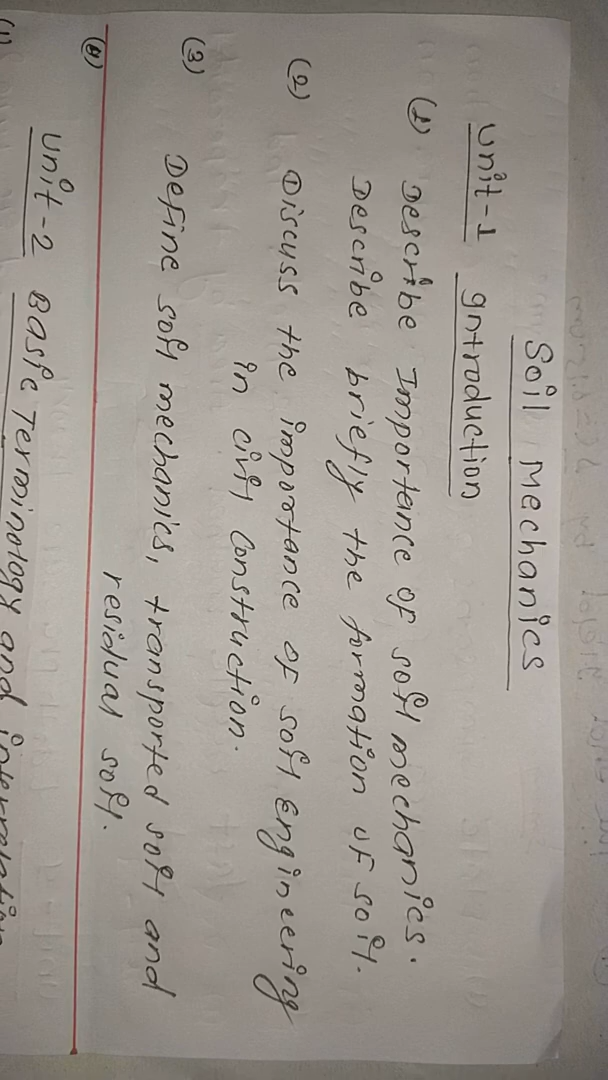 Soil Mechanics
Unit-1 Introduction
(1) Describe Importance of soil mechanics.
Describe briefly the formation of soil.
(2) Discuss the importance of soil Engineering
in civil construction.
(3) Define soil mechanics, transported soil and
residual soil.
(4)
Unit-2 Basic Terminology and interrelation
(1)